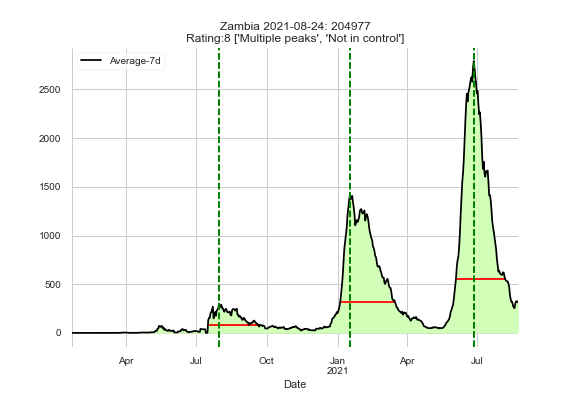 Zambia 2021-08-24: 204977
Rating:8 ['Multiple peaks', 'Not in control']
Average-7d
2500
2000
1500
1000
500
0
Apr Jul Oct Jan Apr Jul
2021
Date